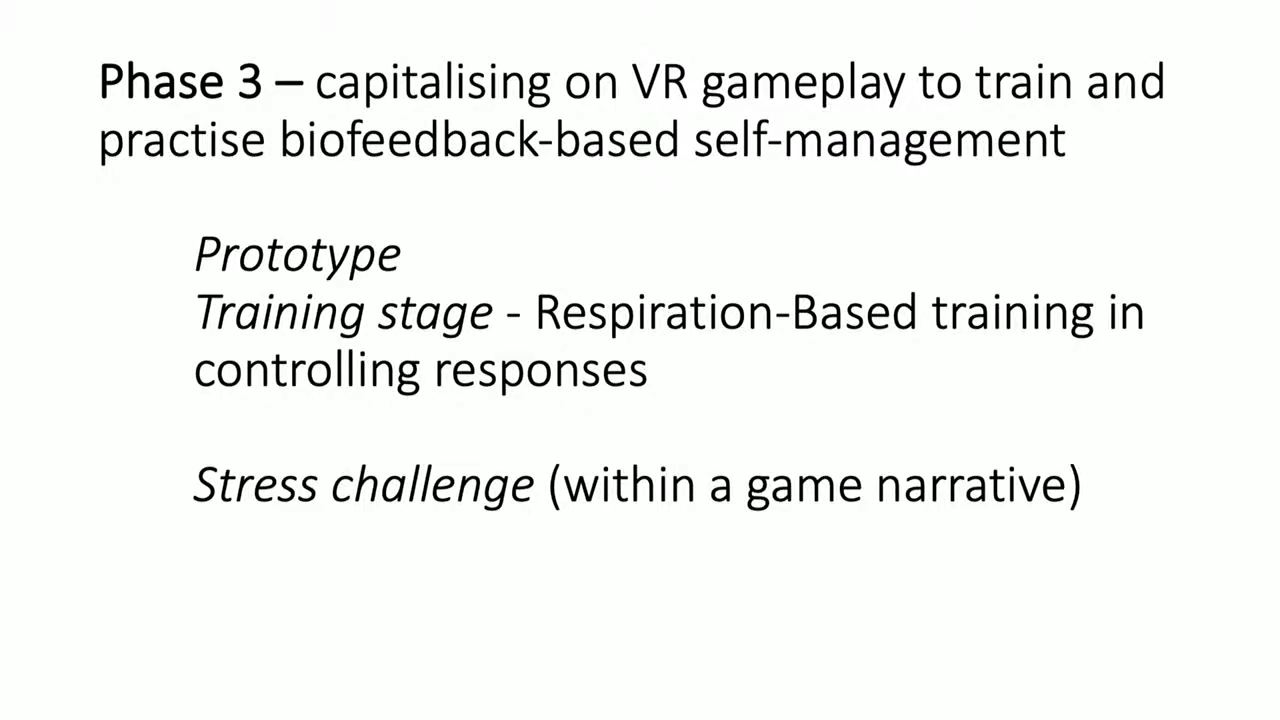 Phase 3 – capitalising on VR gameplay to train and
practise biofeedback-based self-management
Prototype
Training stage - Respiration-Based training in
controlling responses
Stress challenge (within a game narrative)